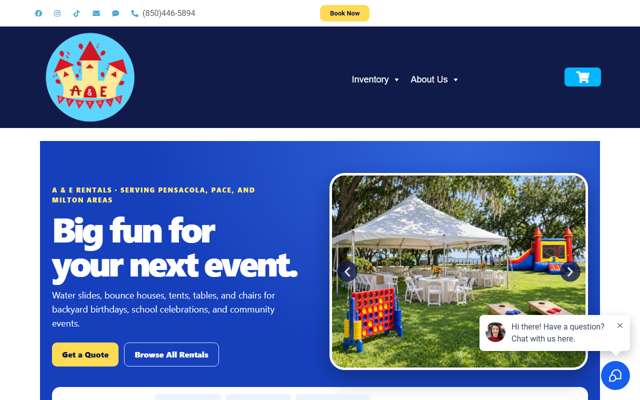 (850)446-5894
Book Now
A & E
RENTALS
Inventory
About Us
A & E RENTALS · SERVING PENSACOLA, PACE, AND
MILTON AREAS
Big fun for
your next event.
Water slides, bounce houses, tents, tables, and chairs for
backyard birthdays, school celebrations, and community
events.
Get a Quote
Browse All Rentals
Hi there! Have a question?
Chat with us here.